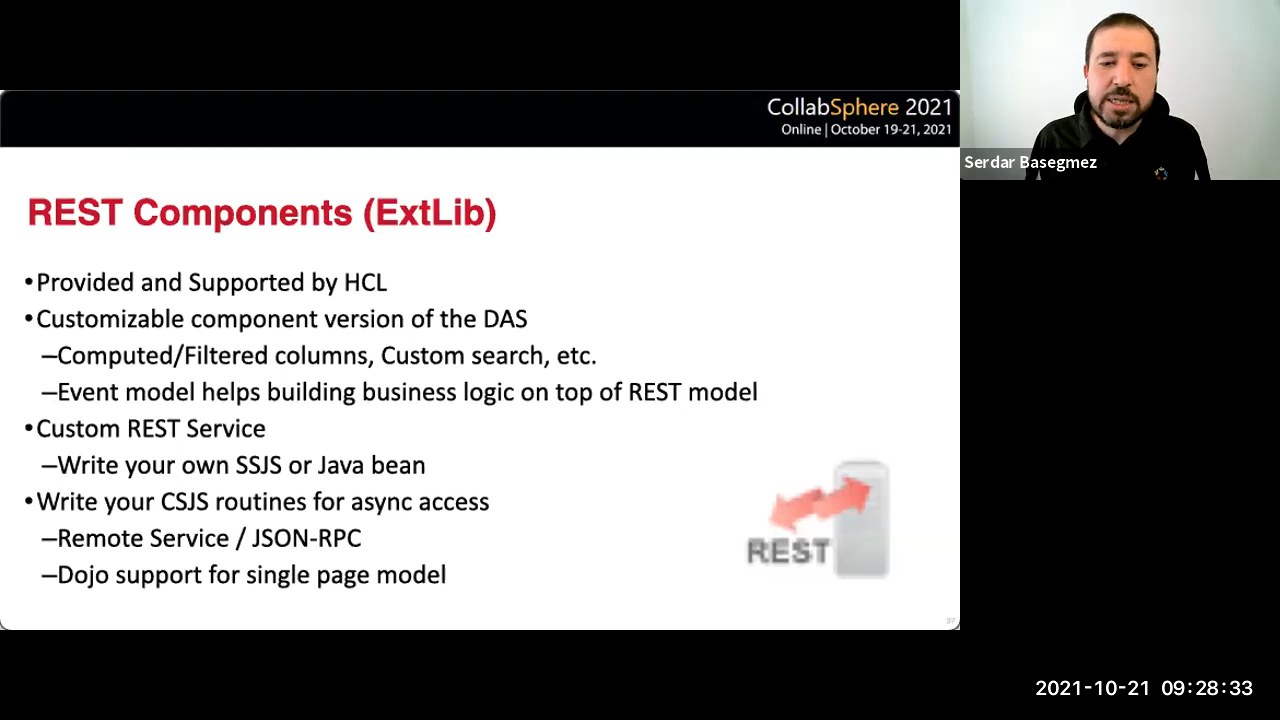 CollabSphere 2021
Online | October 19-21, 2021
Serdar Basegmez
REST Components (ExtLib)
•Provided and Supported by HCL
•Customizable component version of the DAS
–Computed/Filtered columns, Custom search, etc.
–Event model helps building business logic on top of REST model
•Custom REST Service
–Write your own SSJS or Java bean
•Write your CSJS routines for async access
–Remote Service / JSON-RPC
–Dojo support for single page model
REST
37
2021-10-21 09:28:33